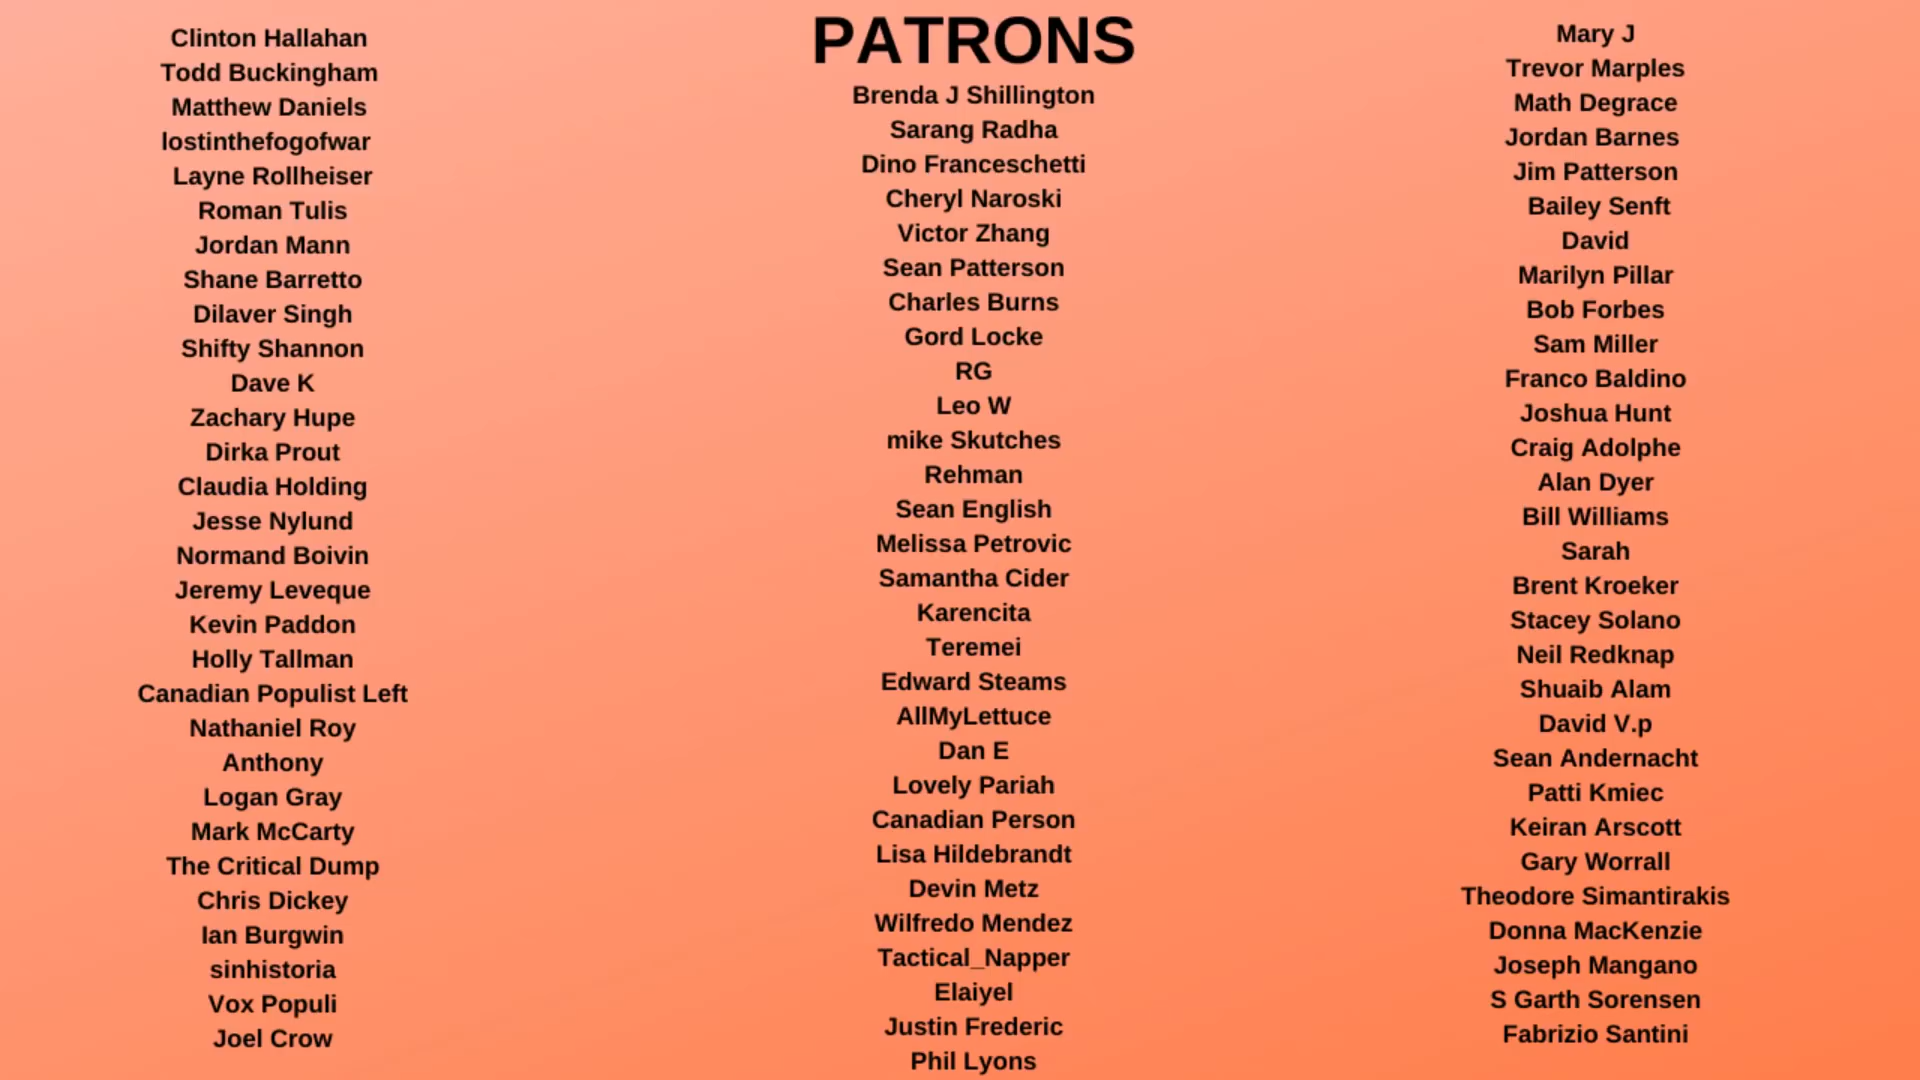 Clinton Hallahan
Todd Buckingham
Matthew Daniels
lostinthefogofwar
Layne Rollheiser
Roman Tulis
Jordan Mann
Shane Barretto
Dilaver Singh
Shifty Shannon
Dave K
Zachary Hupe
Dirka Prout
Claudia Holding
Jesse Nylund
Normand Boivin
Jeremy Leveque
Kevin Paddon
Holly Tallman
Canadian Populist Left
Nathaniel Roy
Anthony
Logan Gray
Mark McCarty
The Critical Dump
Chris Dickey
Ian Burgwin
sinhistoria
Vox Populi
Joel Crow
PATRONS
Brenda J Shillington
Sarang Radha
Dino Franceschetti
Cheryl Naroski
Victor Zhang
Sean Patterson
Charles Burns
Gord Locke
RG
Leo W
mike Skutches
Rehman
Sean English
Melissa Petrovic
Samantha Cider
Karencita
Teremei
Edward Steams
AllMyLettuce
Dan E
Lovely Pariah
Canadian Person
Lisa Hildebrandt
Devin Metz
Wilfredo Mendez
Tactical_Napper
Elaiyel
Justin Frederic
Phil Lyons
Mary J
Trevor Marples
Math Degrace
Jordan Barnes
Jim Patterson
Bailey Senft
David
Marilyn Pillar
Bob Forbes
Sam Miller
Franco Baldino
Joshua Hunt
Craig Adolphe
Alan Dyer
Bill Williams
Sarah
Brent Kroeker
Stacey Solano
Neil Redknap
Shuaib Alam
David V.p
Sean Andernacht
Patti Kmiec
Keiran Arscott
Gary Worrall
Theodore Simantirakis
Donna MacKenzie
Joseph Mangano
S Garth Sorensen
Fabrizio Santini